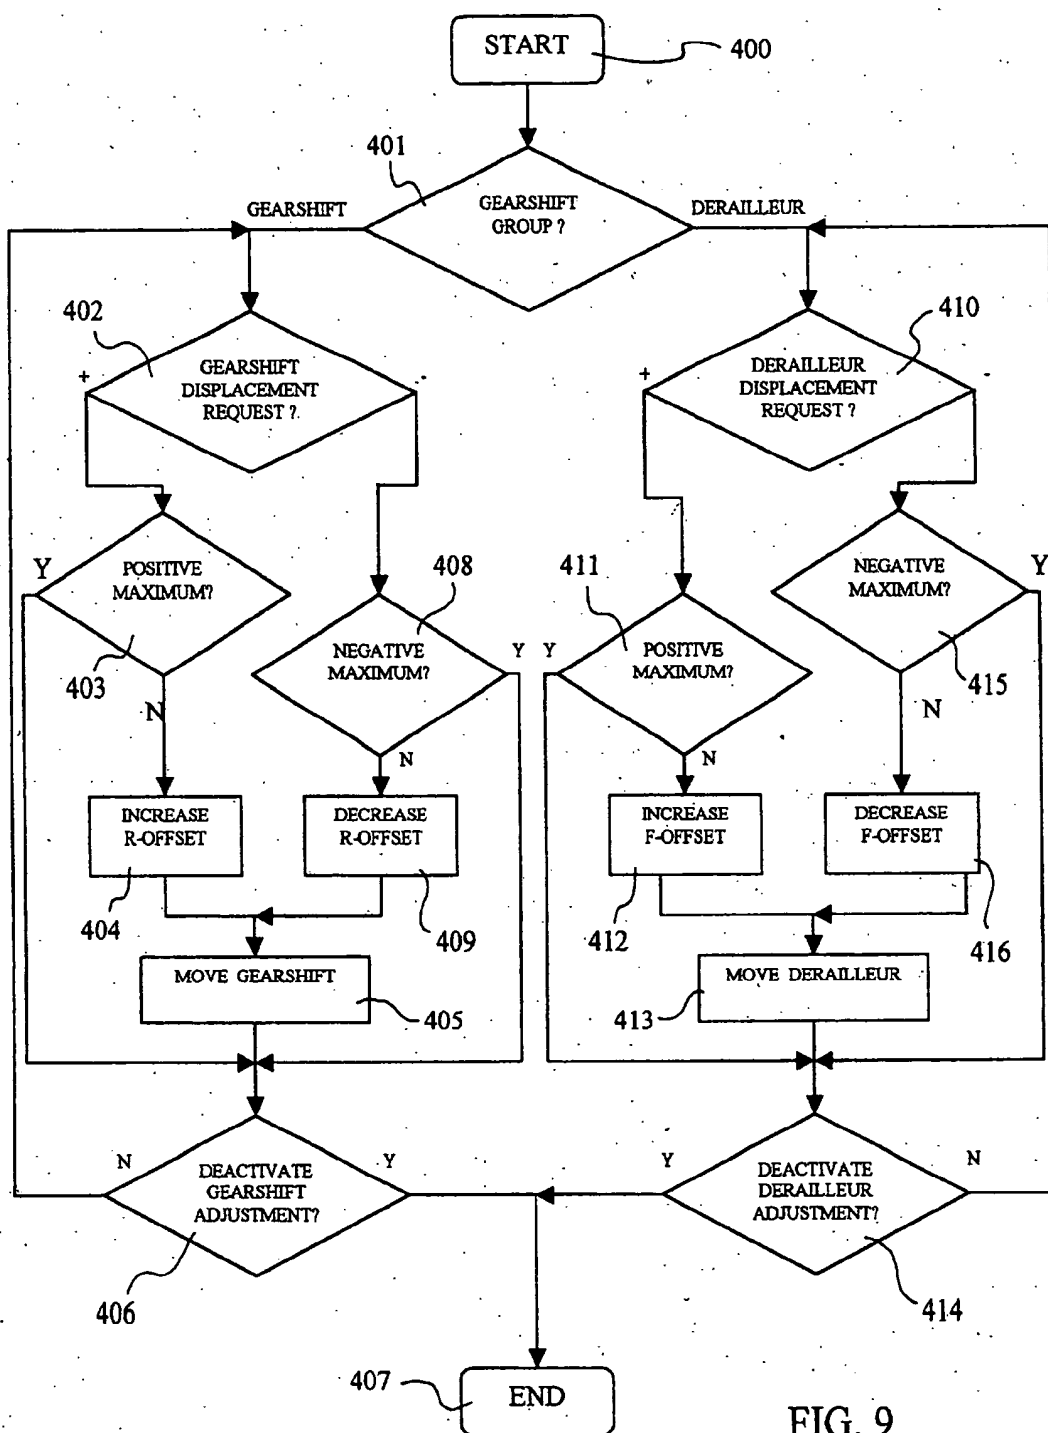 START
400
401
GEARSHIFT
GROUP ?
GEARSHIFT
DERAILLEUR
402
410
GEARSHIFT
DISPLACEMENT
REQUEST ?
+
-
DERAILLEUR
DISPLACEMENT
REQUEST ?
+
-
Y
POSITIVE
MAXIMUM?
403
N
408
NEGATIVE
MAXIMUM?
Y
N
411
Y
POSITIVE
MAXIMUM?
N
NEGATIVE
MAXIMUM?
Y
415
N
INCREASE
R-OFFSET
404
DECREASE
R-OFFSET
409
INCREASE
F-OFFSET
412
DECREASE
F-OFFSET
416
MOVE GEARSHIFT
405
MOVE DERAILLEUR
413
N
DEACTIVATE
GEARSHIFT
ADJUSTMENT?
Y
406
Y
DEACTIVATE
DERAILLEUR
ADJUSTMENT?
N
414
407
END
FIG. 9